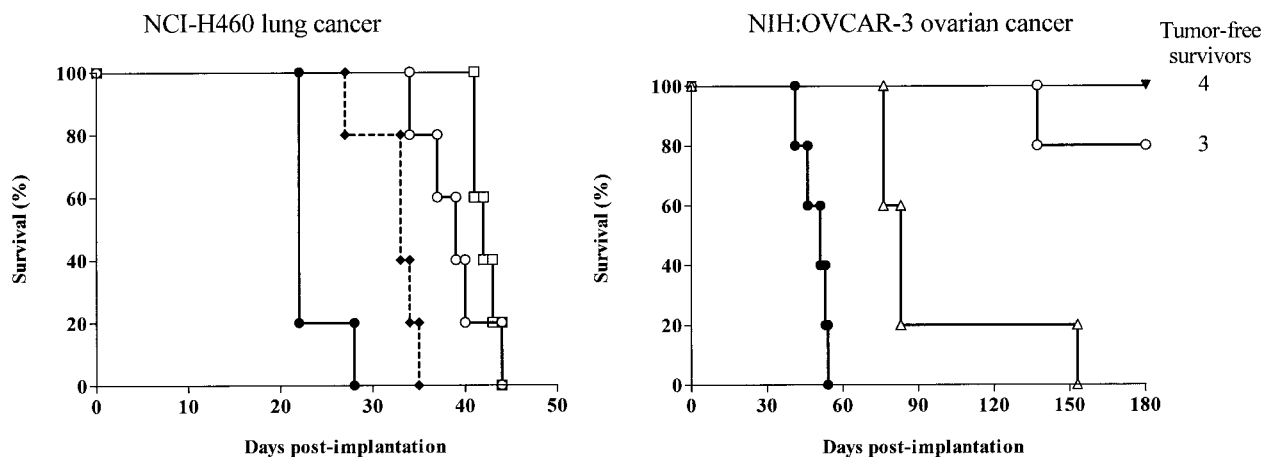 NCI-H460 lung cancer
Survival (%)
100
80
60
40
20
0
0 10 20 30 40 50
Days post-implantation
NIH:OVCAR-3 ovarian cancer
Tumor-free
survivors
4
3
Survival (%)
100
80
60
40
20
0
0 30 60 90 120 150 180
Days post-implantation